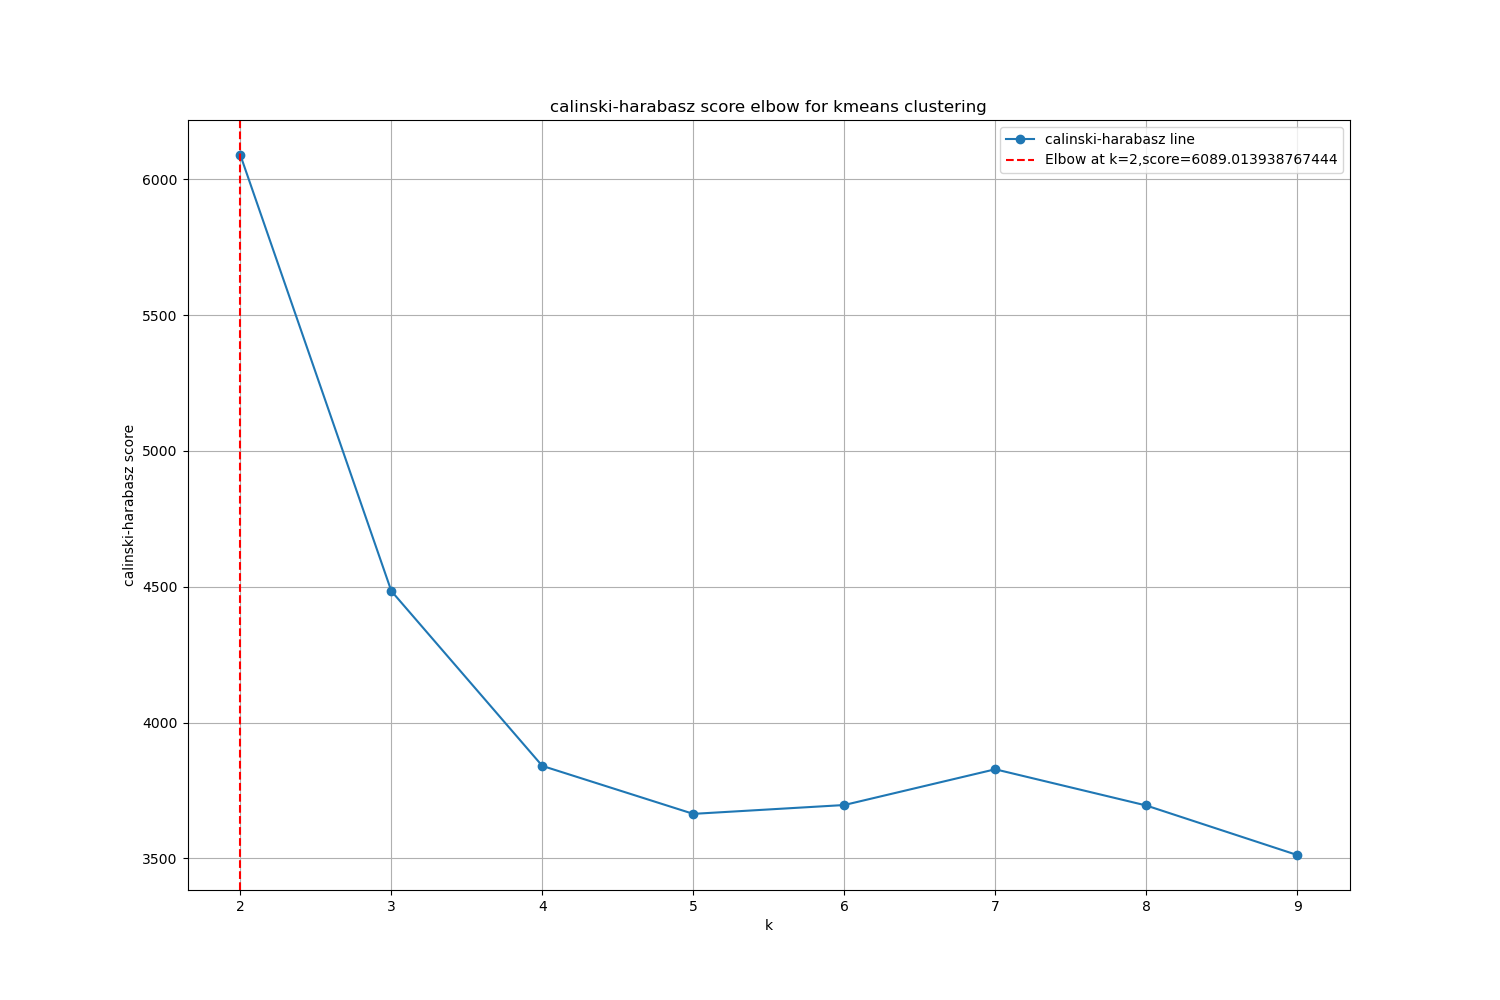 calinski-harabasz score elbow for kmeans clustering
calinski-harabasz line
Elbow at k=2,score=6089.013938767444
calinski-harabasz score
6000
5500
5000
4500
4000
3500
2 3 4 5 6 7 8 9
k